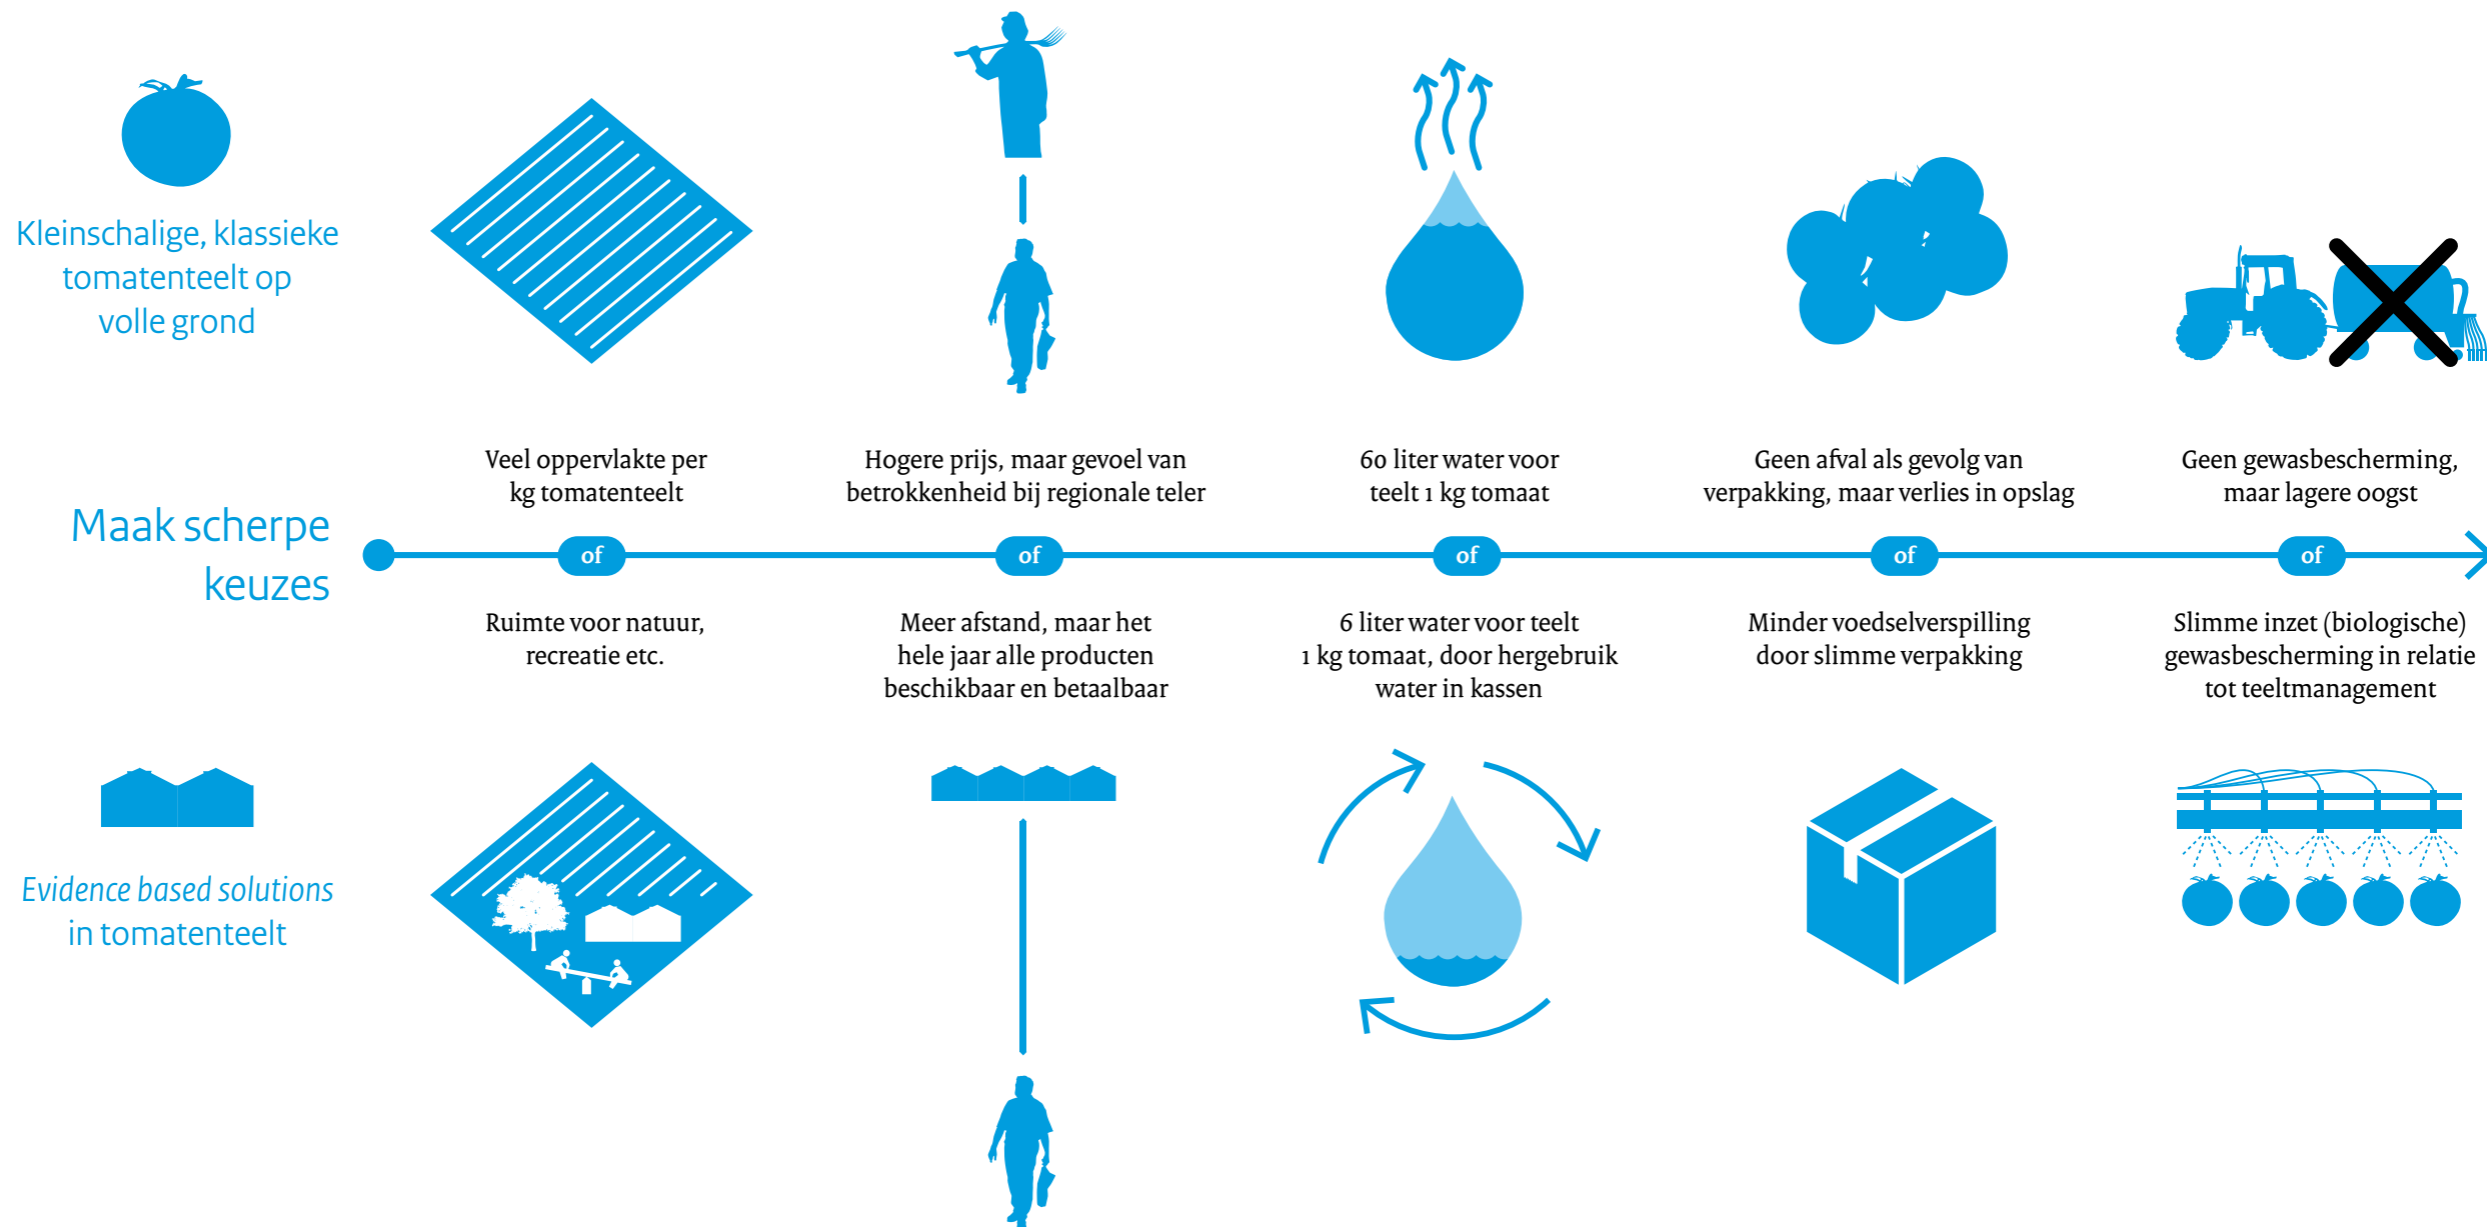 Kleinschalige, klassieke
tomatenteelt op
volle grond
Veel oppervlakte per
kg tomatenteelt
Hogere prijs, maar gevoel van
betrokkenheid bij regionale teler
60 liter water voor
teelt 1 kg tomaat
Geen afval als gevolg van
verpakking, maar verlies in opslag
Geen gewasbescherming,
maar lagere oogst
Maak scherpe
keuzes
of
of
of
of
of
Ruimte voor natuur,
recreatie etc.
Meer afstand, maar het
hele jaar alle producten
beschikbaar en betaalbaar
6 liter water voor teelt
1 kg tomaat, door hergebruik
water in kassen
Minder voedselverspilling
door slimme verpakking
Slimme inzet (biologische)
gewasbescherming in relatie
tot teeltmanagement
Evidence based solutions
in tomatenteelt